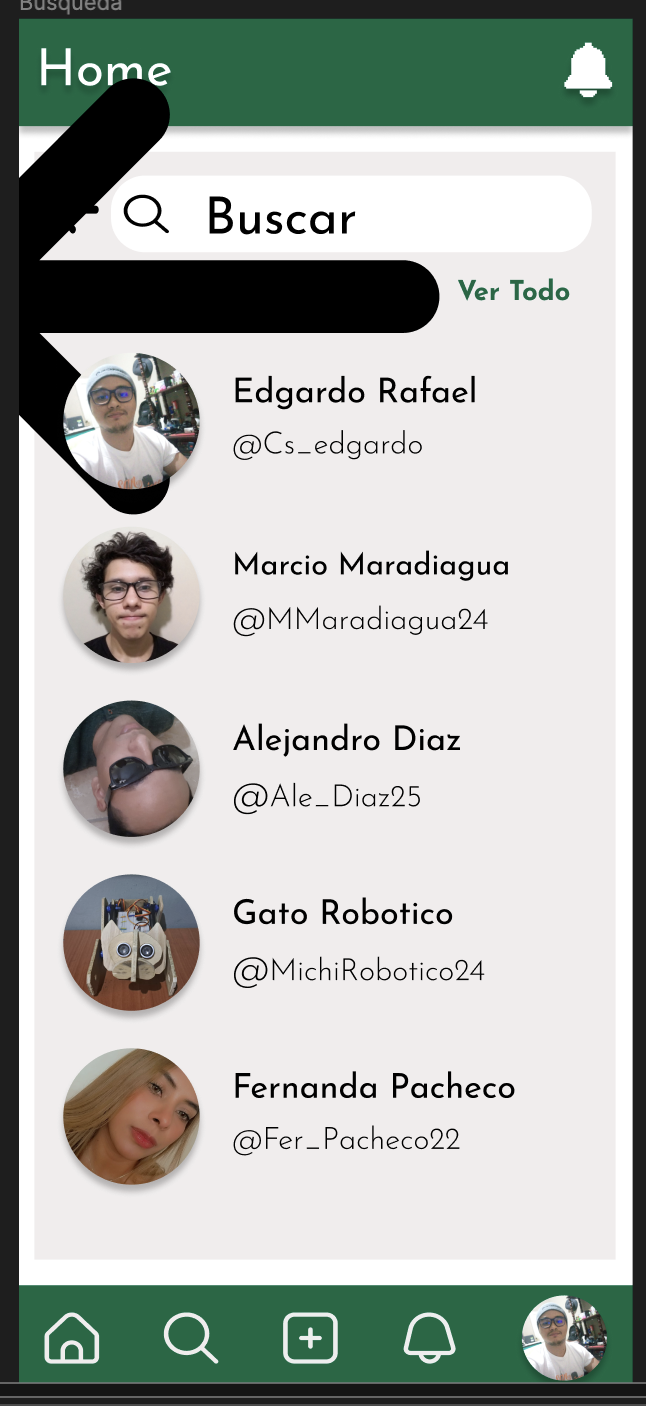 Busqueda
Home
Buscar
Ver Todo
Edgardo Rafael
@Cs_edgardo
Marcio Maradiagua
@MMaradiagua24
Alejandro Diaz
@Ale_Diaz25
Gato Robotico
@MichiRobotico24
Fernanda Pacheco
@Fer_Pacheco22